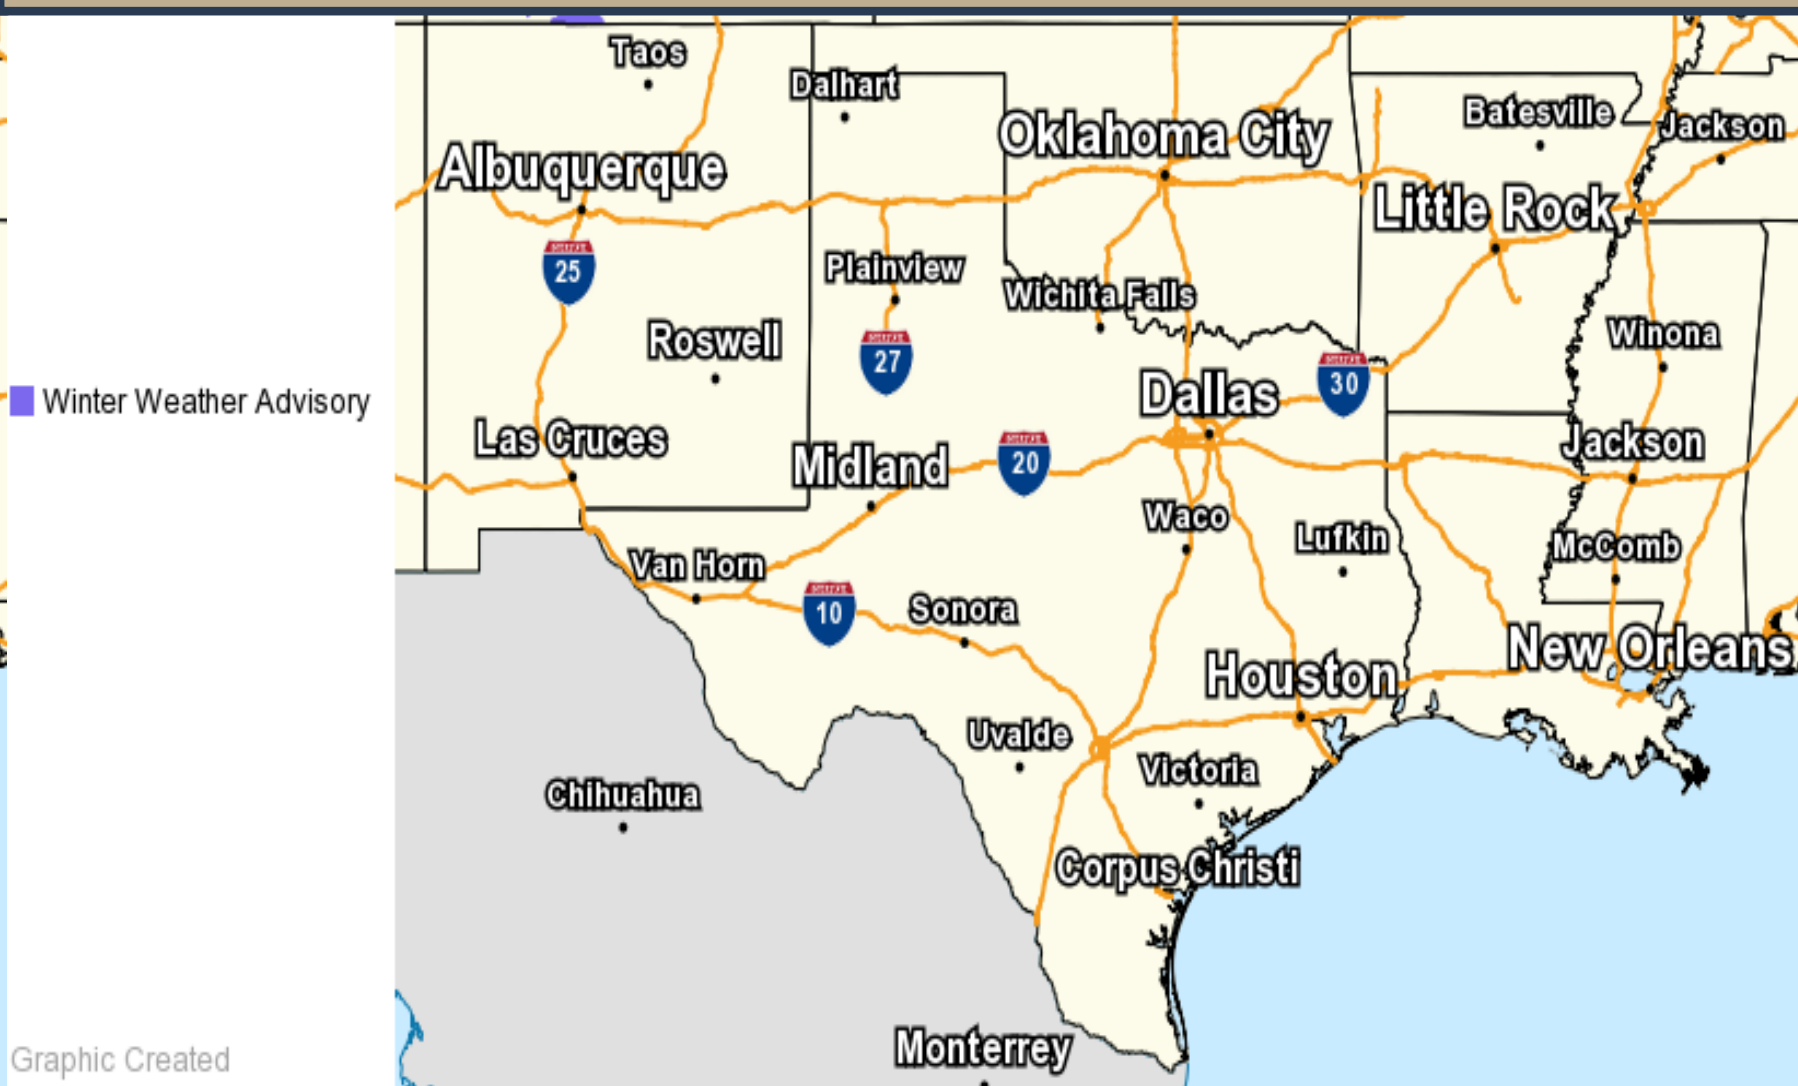 Taos
Dalhart
Oklahoma City
Batesville
Jackson
Albuquerque
Little Rock
25
Plainview
Wichita Falls
Roswell
27
Winona
30
Dallas
Winter Weather Advisory
Las Cruces
Midland
20
Jackson
Waco
Lufkin
McComb
Van Horn
10
Sonora
New Orleans
Houston
Uvalde
Victoria
Chihuahua
Corpus Christi
Monterrey
Graphic Created